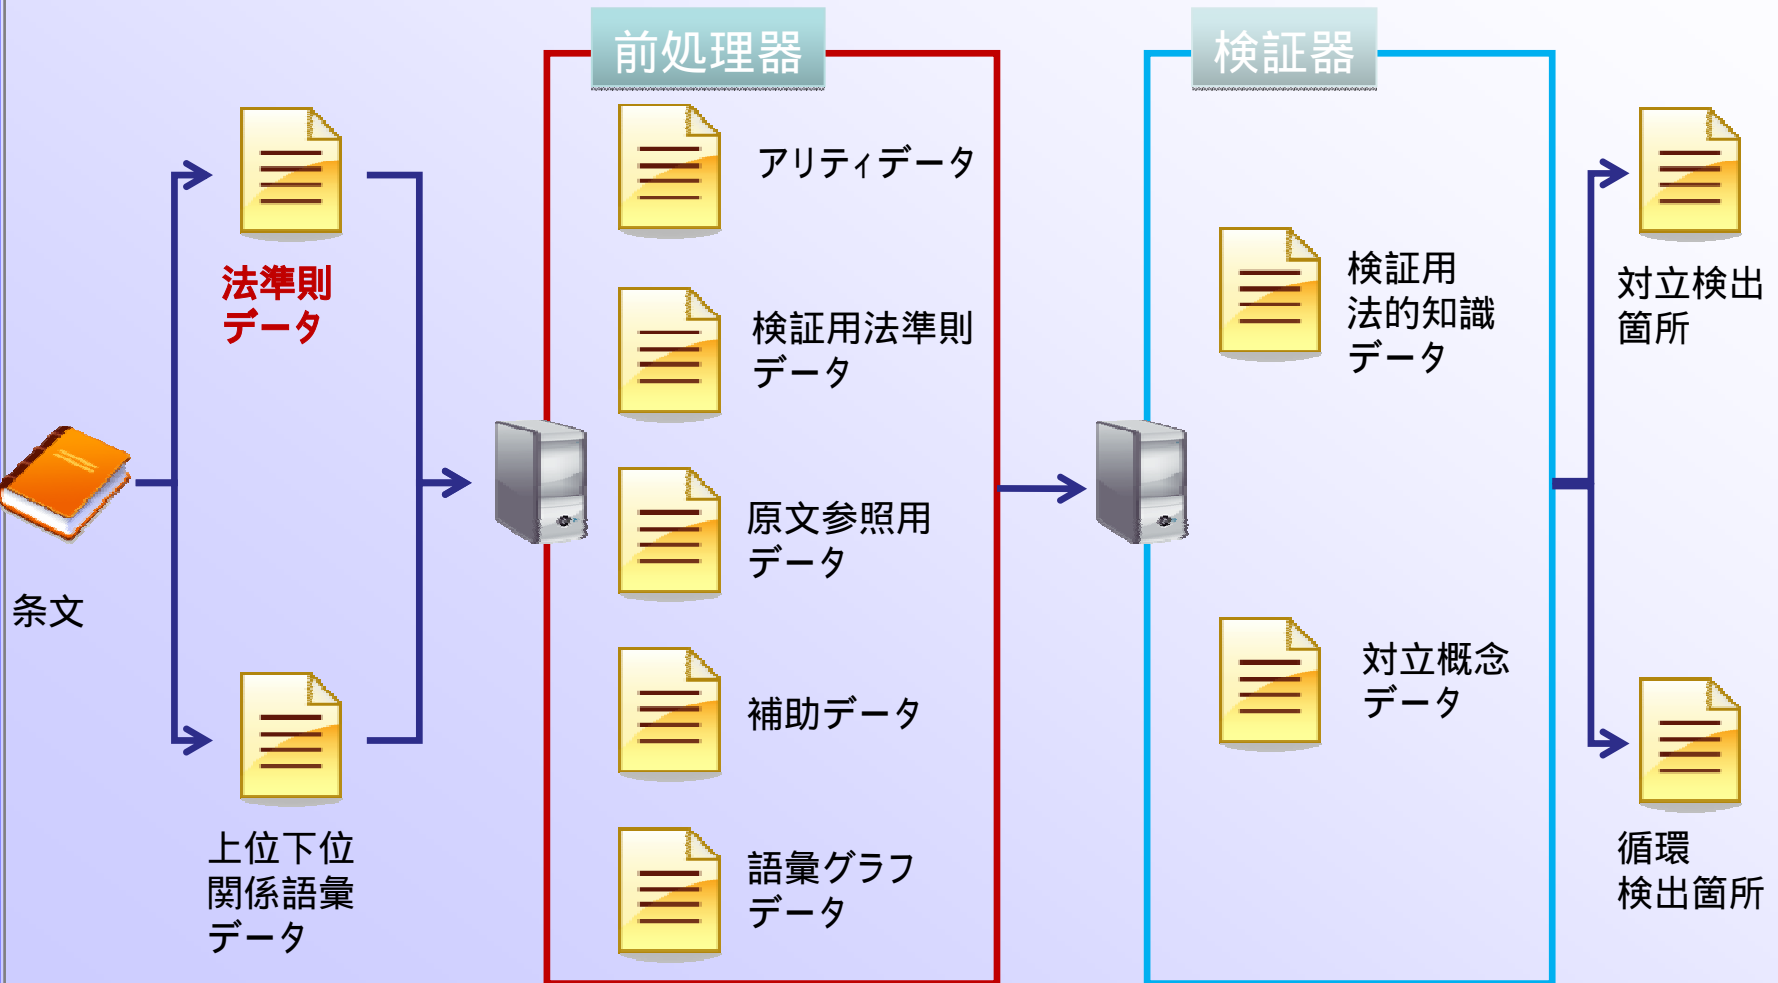 前処理器
検証器
アリティデータ
法準則
データ
検証用法準則
データ
検証用
法的知識
データ
対立検出
箇所
原文参照用
データ
条文
補助データ
対立概念
データ
上位下位
関係語彙
データ
語彙グラフ
データ
循環
検出箇所